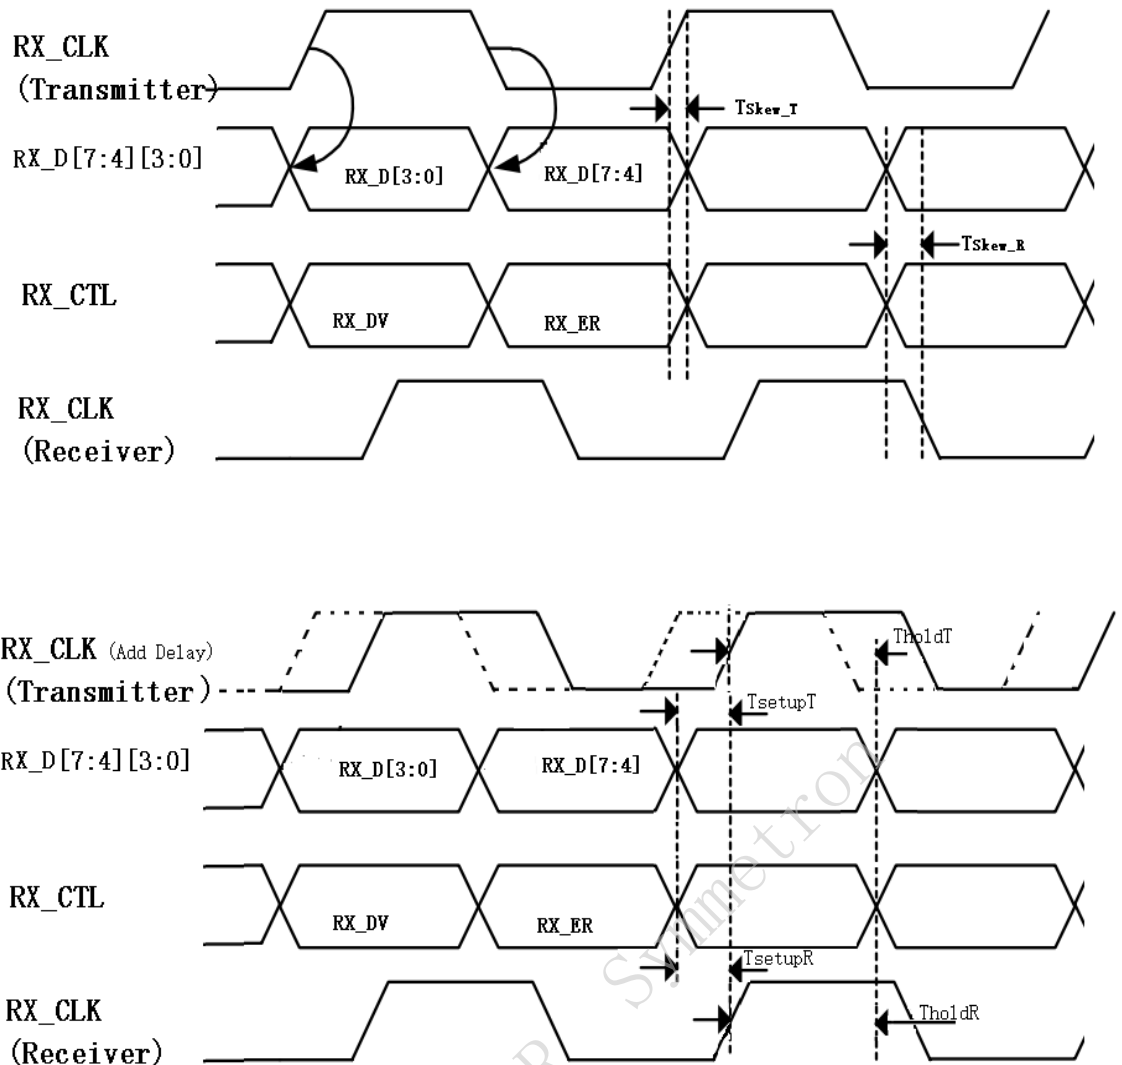 RX_CLK
(Transmitter)
TSkew_T
RX_D[7:4][3:0]
RX_D[3:0]
RX_D[7:4]
TSkew_R
RX_CTL
RX_DV
RX_ER
RX_CLK
(Receiver)
RX_CLK (Add Delay)
(Transmitter)
TholdT
TsetupT
RX_D[7:4][3:0]
RX_D[3:0]
RX_D[7:4]
RX_CTL
RX_DV
RX_ER
Symmetron
TsetupR
RX_CLK
(Receiver)
TholdR
R